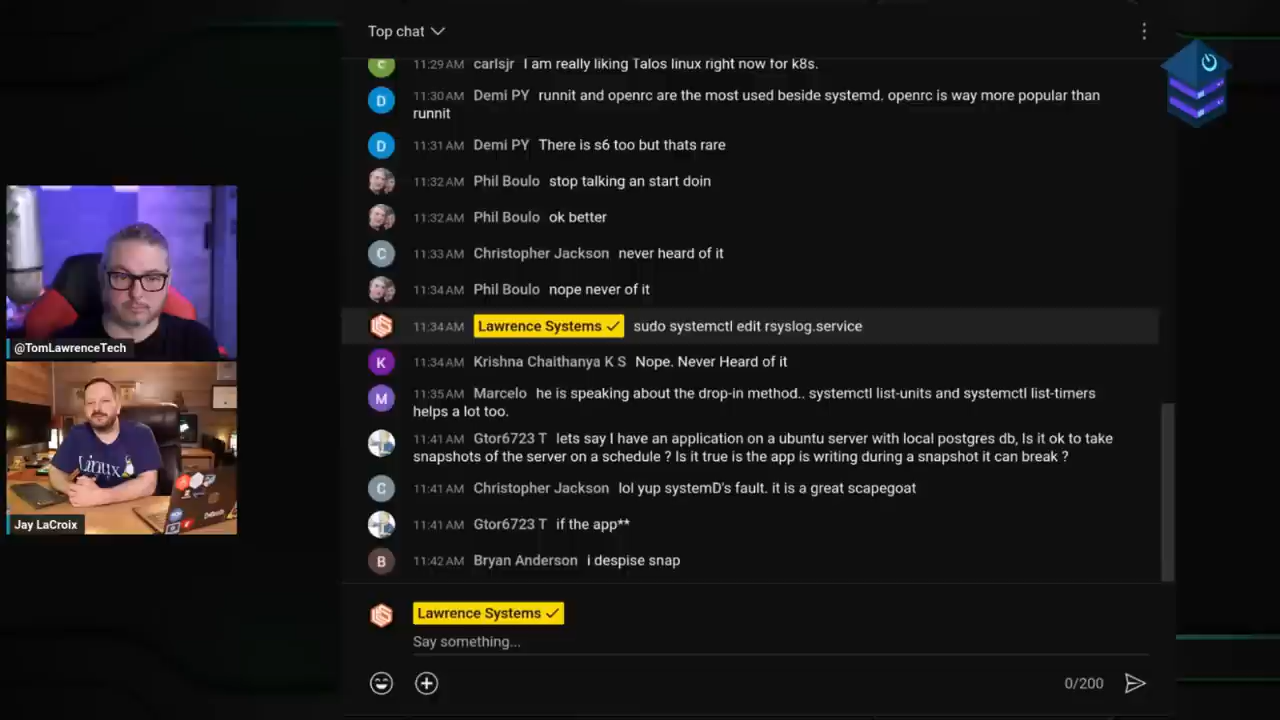 Top chat
C 11:29 AM carlsjr I am really liking Talos linux right now for k8s.
D 11:30 AM Demi PY runnit and openrc are the most used beside systemd. openrc is way more popular than
runnit
D 11:31 AM Demi PY There is s6 too but thats rare
11:32 AM Phil Boulo stop talking an start doin
11:32 AM Phil Boulo ok better
C 11:33 AM Christopher Jackson never heard of it
11:34 AM Phil Boulo nope never of it
11:34 AM Lawrence Systems sudo systemctl edit rsyslog.service
K 11:34 AM Krishna Chaithanya K S Nope. Never Heard of it
M 11:35 AM Marcelo he is speaking about the drop-in method.. systemctl list-units and systemctl list-timers
helps a lot too.
11:41 AM Gtor6723 T lets say I have an application on a ubuntu server with local postgres db, Is it ok to take
snapshots of the server on a schedule ? Is it true is the app is writing during a snapshot it can break ?
C 11:41 AM Christopher Jackson lol yup systemD's fault. it is a great scapegoat
11:41 AM Gtor6723 T if the app**
B 11:42 AM Bryan Anderson i despise snap
Lawrence Systems
Say something...
0/200
@TomLawrenceTech
Linux
Jay LaCroix